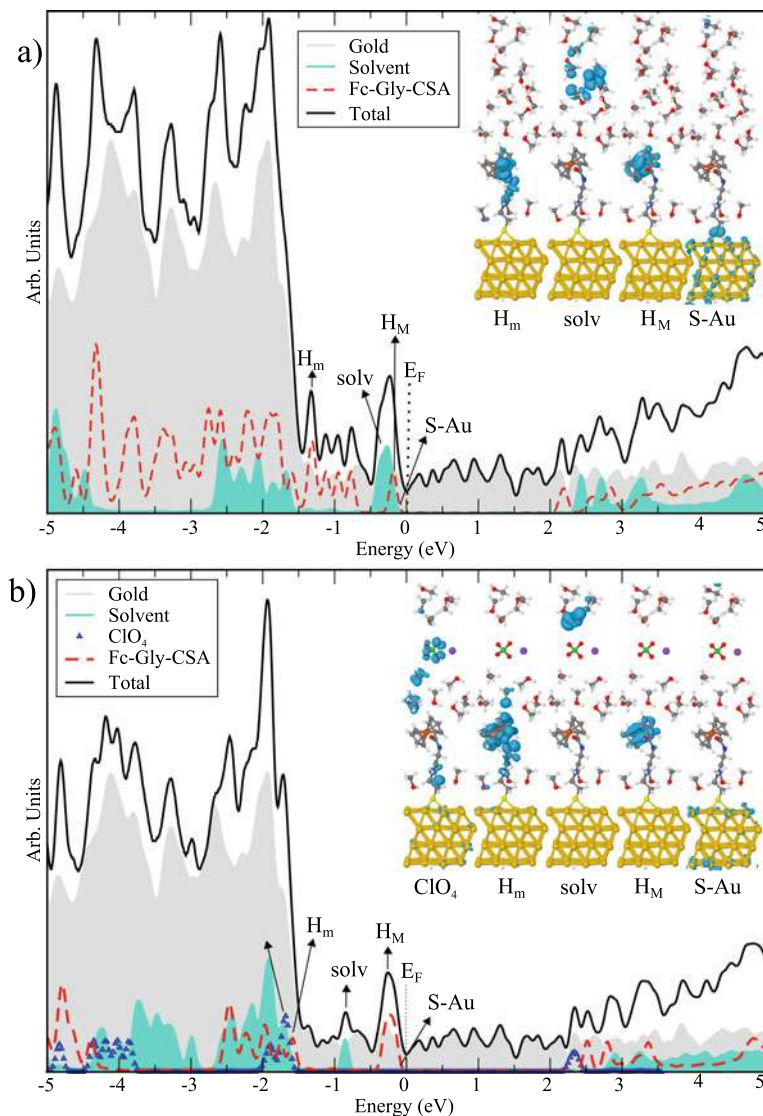 a)
Gold
Solvent
Fc-Gly-CSA
Total
Arb. Units
H_m
solv
H_M
S-Au
H_m
solv
H_M
E_F
S-Au
-5 -4 -3 -2 -1 0 1 2 3 4 5
Energy (eV)
b)
Gold
Solvent
ClO_4
Fc-Gly-CSA
Total
Arb. Units
ClO_4
H_m
solv
H_M
S-Au
H_m
solv
H_M
E_F
S-Au
-5 -4 -3 -2 -1 0 1 2 3 4 5
Energy (eV)